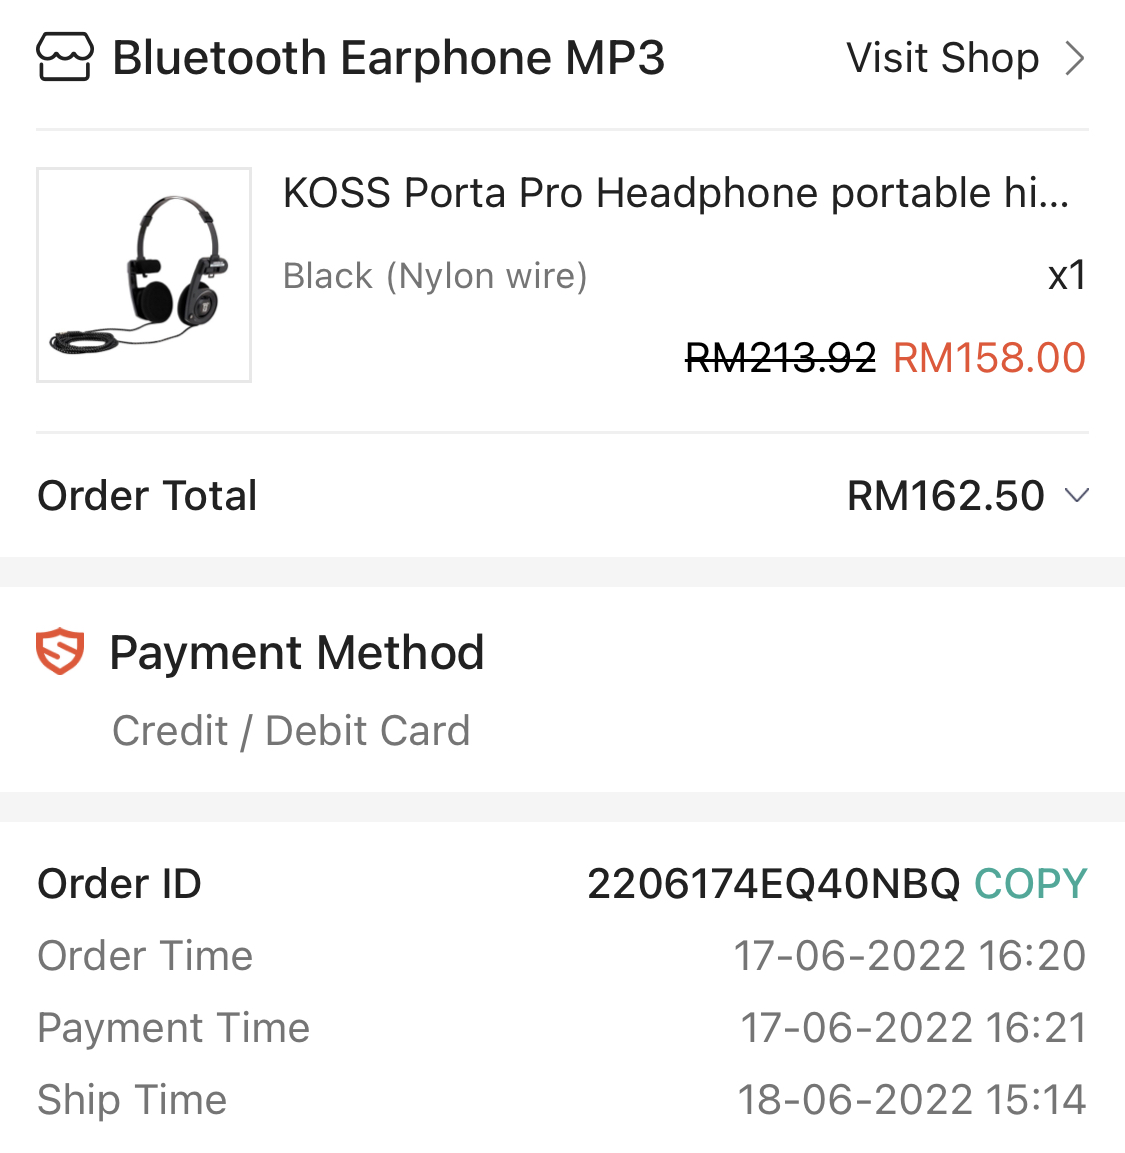 Bluetooth Earphone MP3 Visit Shop
KOSS Porta Pro Headphone portable hi...
Black (Nylon wire) x1
RM213.92 RM158.00
Order Total RM162.50
Payment Method
Credit / Debit Card
Order ID 2206174EQ40NBQ COPY
Order Time 17-06-2022 16:20
Payment Time 17-06-2022 16:21
Ship Time 18-06-2022 15:14